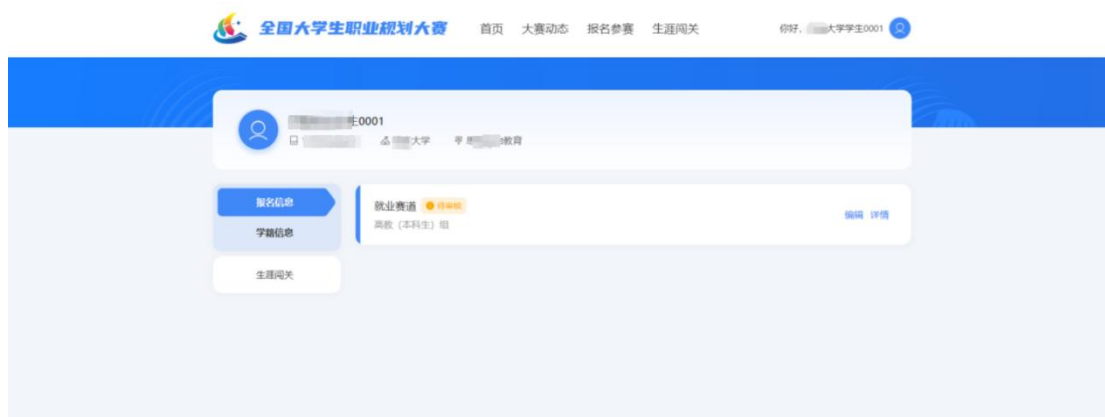 全国大学生职业规划大赛 首页 大赛动态 报名参赛 生涯闯关 你好, 大学学生0001
生0001
大学 教育
报名信息
学籍信息
生涯闯关
就业赛道 待审核
高教 (本科生) 组
编辑 详情